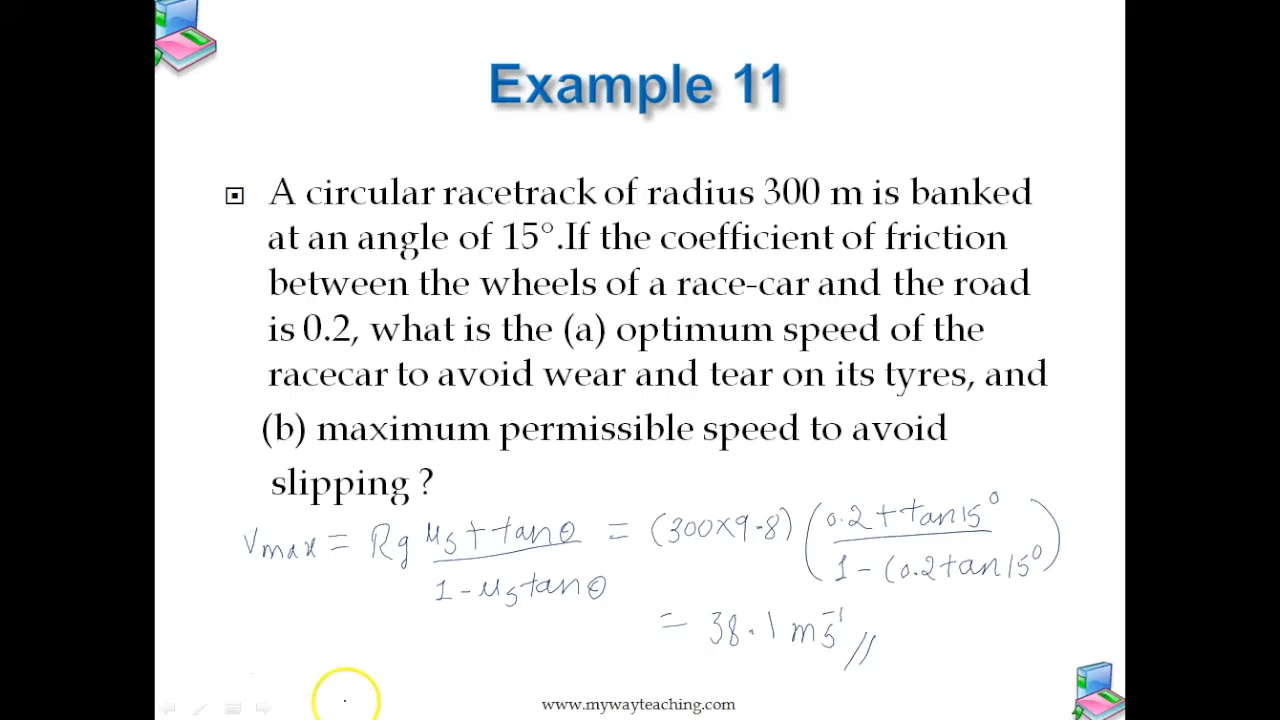 Example 11
A circular racetrack of radius 300 m is banked
at an angle of 15°.If the coefficient of friction
between the wheels of a race-car and the road
is 0.2, what is the (a) optimum speed of the
racecar to avoid wear and tear on its tyres, and
(b) maximum permissible speed to avoid
slipping ?
Vmax = Rg (μs + tanθ)/(1 - μs tanθ) = (300×9.8) ((0.2 + tan15°)/(1 - (0.2tan15°))
= 38.1 ms⁻¹ //
www.mywayteaching.com